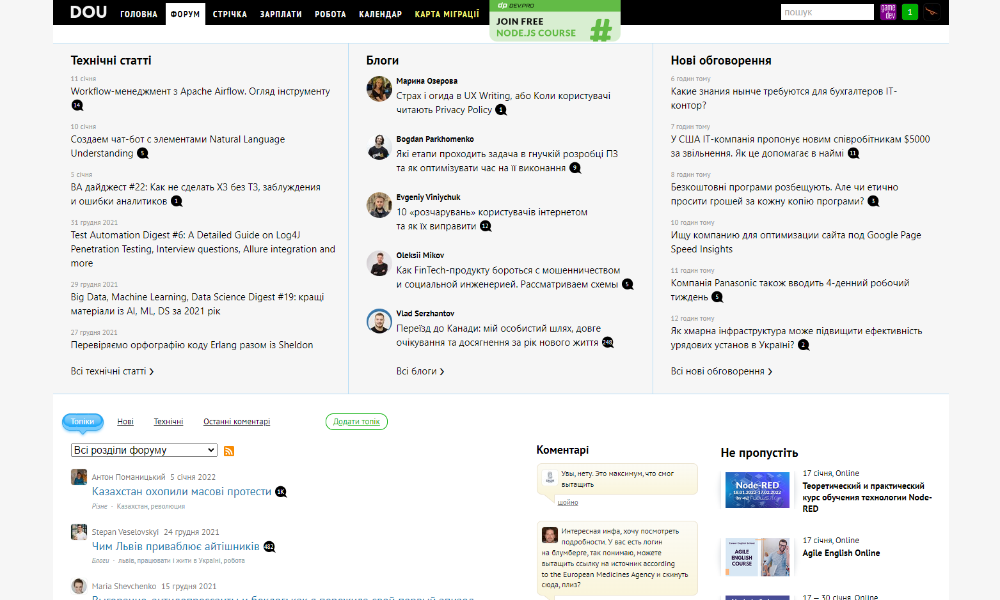 DOU ГОЛОВНА ФОРУМ СТРІЧКА ЗАРПЛАТИ РОБОТА КАЛЕНДАР КАРТА МІГРАЦІЇ
dp DEV.PRO
JOIN FREE
NODE.JS COURSE
#
пошук
game
dev
1
Технічні статті
11 січня
Workflow-менеджмент з Apache Airflow. Огляд інструменту
14
10 січня
Создаем чат-бот с элементами Natural Language
Understanding 5
5 січня
BA дайджест #22: Как не сделать ХЗ без ТЗ, заблуждения
и ошибки аналитиков 1
31 грудня 2021
Test Automation Digest #6: A Detailed Guide on Log4J
Penetration Testing, Interview questions, Allure integration and
more
29 грудня 2021
Big Data, Machine Learning, Data Science Digest #19: кращі
матеріали із AI, ML, DS за 2021 рік
27 грудня 2021
Перевіряємо орфографію коду Erlang разом із Sheldon
Всі технічні статті
Блоги
Марина Озерова
Страх і огида в UX Writing, або Коли користувачі
читають Privacy Policy 1
Bogdan Parkhomenko
Які етапи проходить задача в гнучкій розробці ПЗ
та як оптимізувати час на її виконання 9
Evgeniy Viniychuk
10 «розчарувань» користувачів інтернетом
та як їх виправити 12
Oleksii Mikov
Как FinTech-продукту бороться с мошенничеством
и социальной инженерией. Рассматриваем схемы 5
Vlad Serzhantov
Переїзд до Канади: мій особистий шлях, довге
очікування та досягнення за рік нового життя 248
Всі блоги
Нові обговорення
6 годин тому
Какие знания нынче требуются для бухгалтеров IT-
контор?
7 годин тому
У США IT-компанія пропонує новим співробітникам $5000
за звільнення. Як це допомагає в наймі 11
8 годин тому
Безкоштовні програми розбещують. Але чи етично
просити грошей за кожну копію програми? 3
10 годин тому
Ищу компанию для оптимизации сайта под Google Page
Speed Insights
11 годин тому
Компанія Panasonic також вводить 4-денний робочий
тиждень 5
12 годин тому
Як хмарна інфраструктура може підвищити ефективність
урядових установ в Україні? 2
Всі нові обговорення
Топіки Нові Технічні Останні коментарі Додати топік
Всі розділи форуму
Антон Поманицький 5 січня 2022
Казахстан охопили масові протести 1K
Різне · Казахстан, революция
Stepan Veselovskyi 24 грудня 2021
Чим Львів приваблює айтішників 482
Блоги · львів, працювати і жити в Україні, робота
Maria Shevchenko 15 грудня 2021
Выгорание, антидепрессанты и беклог: как я пережила свой первый эпизод
Коментарі
Увы, нету. Это максимум, что смог
вытащить
щойно
Интересная инфа, хочу посмотреть
подробности. У вас есть логин
на блумберге, так понимаю, можете
вытащить ссылку на источник according
to the European Medicines Agency и скинуть
сюда, плиз?
Не пропустіть
Node-RED
18.01.2022-17.02.2022
by 42FLOWS.TECH
17 січня, Online
Теоретический и практический
курс обучения технологии Node-
RED
Career English School
AGILE
ENGLISH
COURSE
17 січня, Online
Agile English Online
17 — 30 січня, Online